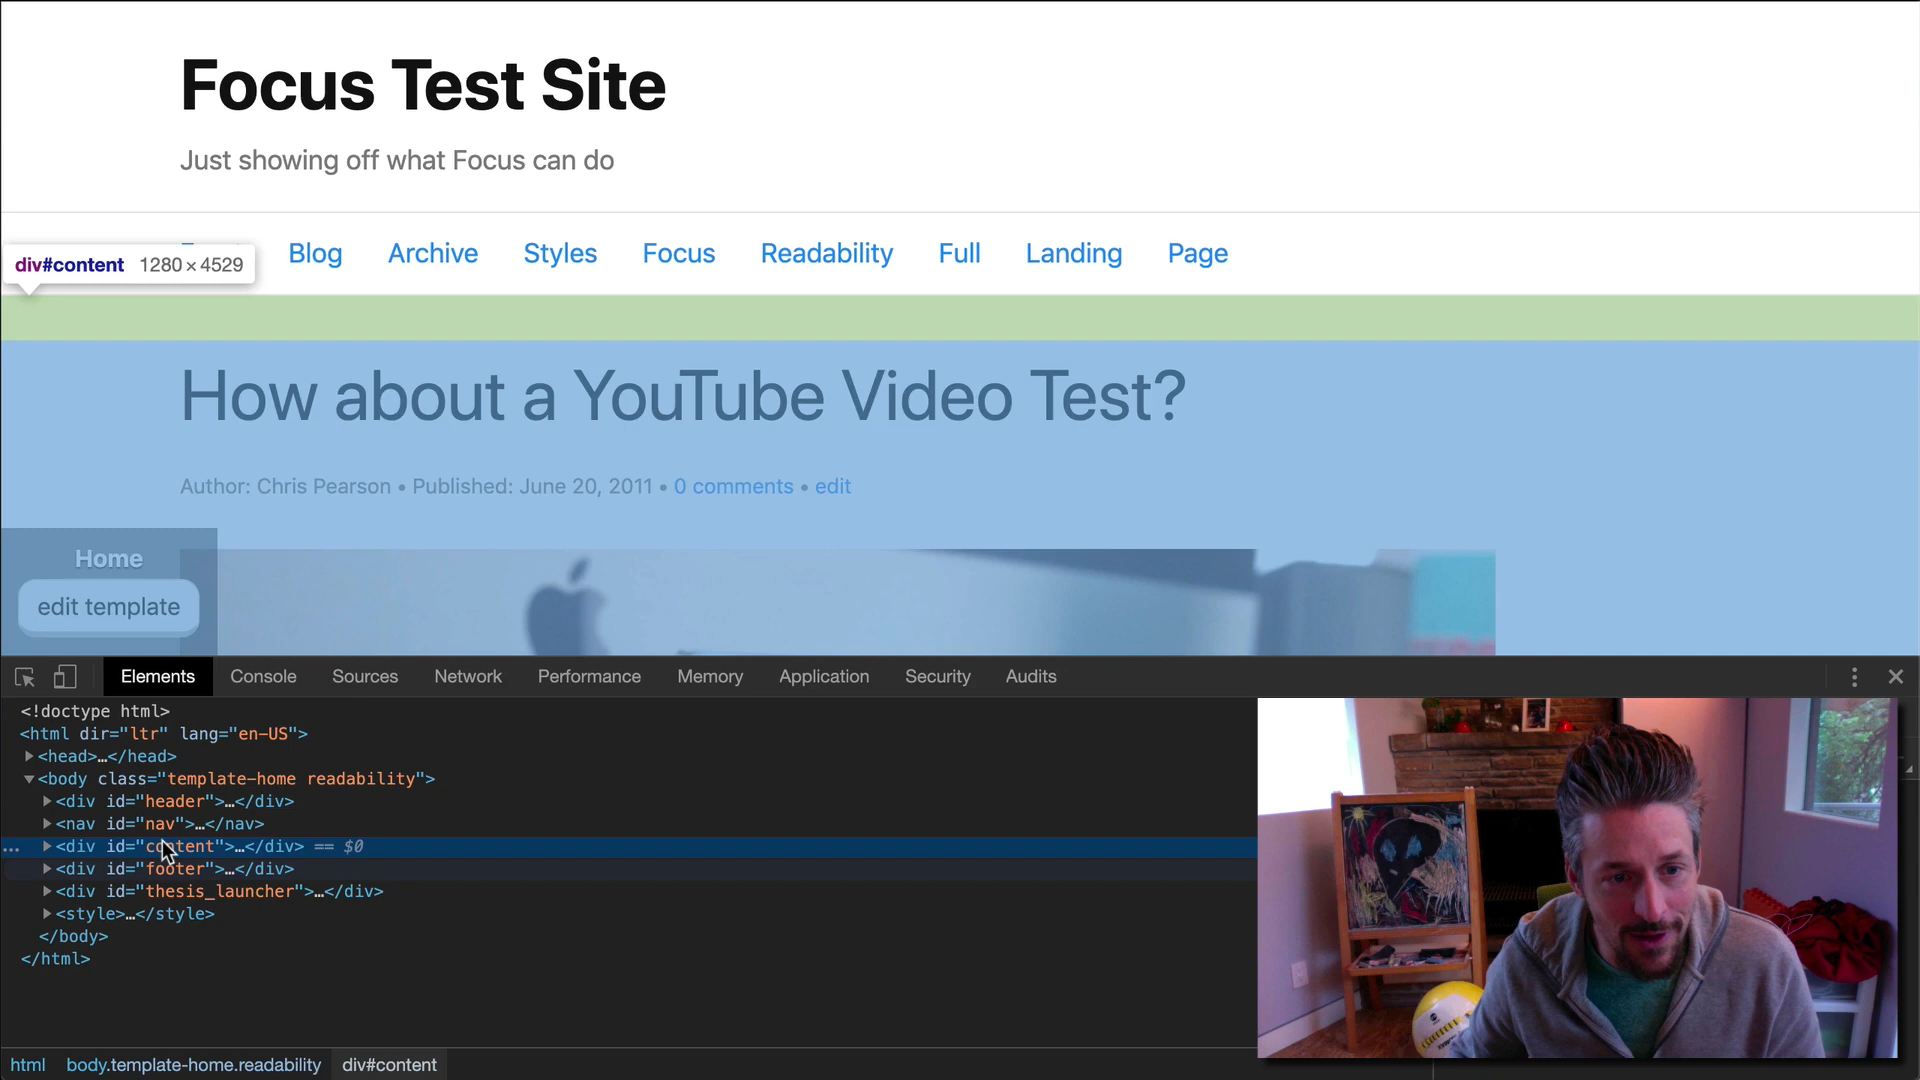 Focus Test Site
Just showing off what Focus can do
Blog Archive Styles Focus Readability Full Landing Page
div#content 1280 × 4529
How about a YouTube Video Test?
Author: Chris Pearson • Published: June 20, 2011 • 0 comments • edit
Home
edit template
Elements Console Sources Network Performance Memory Application Security Audits
<!doctype html>
<html dir="ltr" lang="en-US">
<head>…</head>
<body class="template-home readability">
<div id="header">…</div>
<nav id="nav">…</nav>
... <div id="content">…</div> == $0
<div id="footer">…</div>
<div id="thesis_launcher">…</div>
<style>…</style>
</body>
</html>
html body.template-home.readability div#content